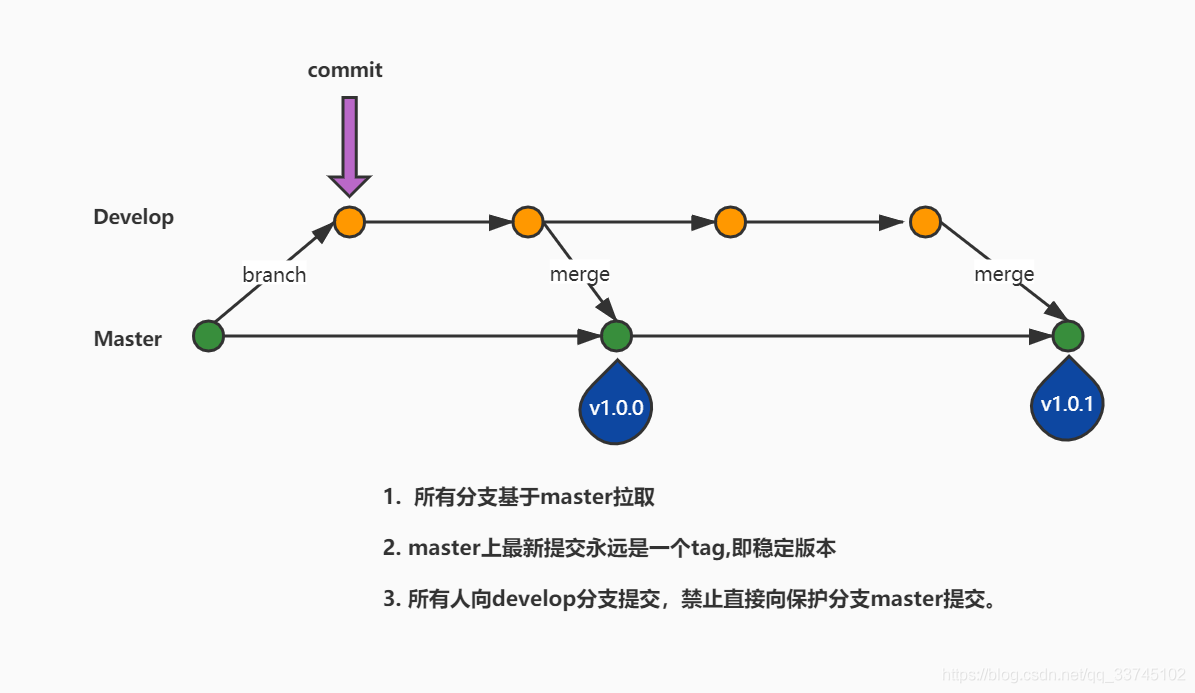 commit
Develop
branch
merge
merge
Master
v1.0.0
v1.0.1
1. 所有分支基于master拉取
2. master上最新提交永远是一个tag,即稳定版本
3. 所有人向develop分支提交，禁止直接向保护分支master提交。
https://blog.csdn.net/qq_33745102